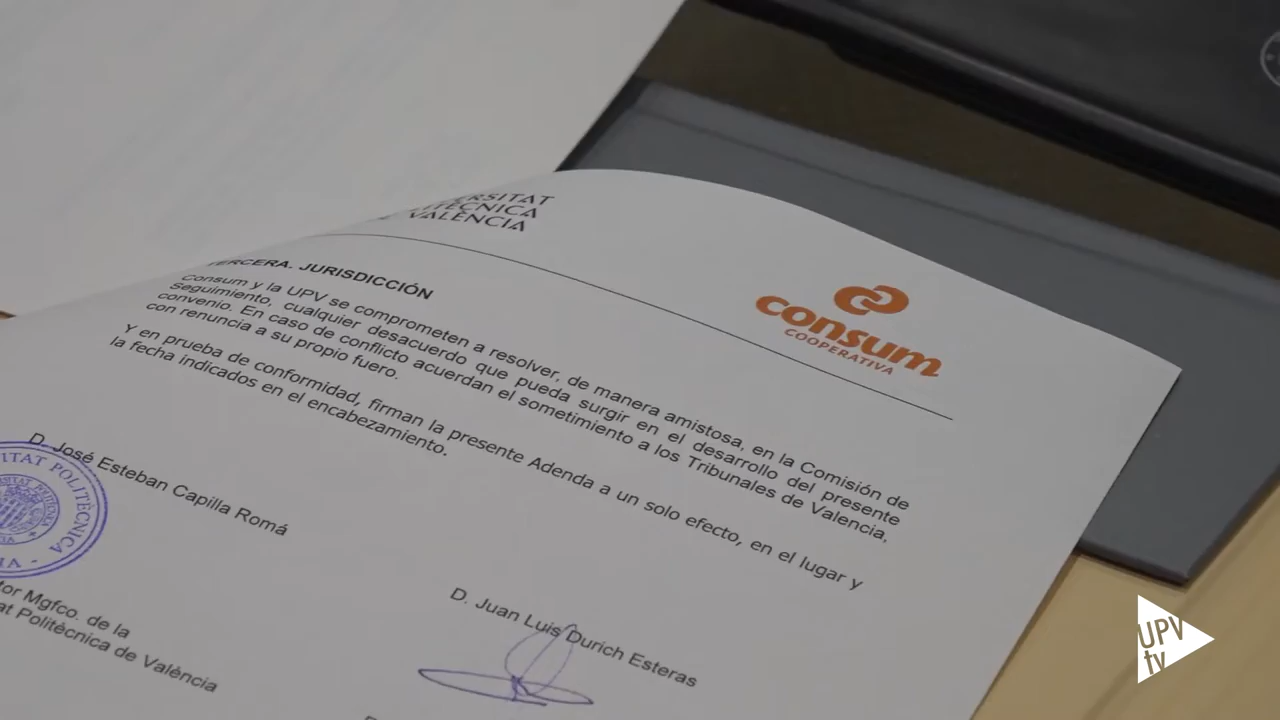 TAT
TÈCNICA
VALÈNCIA
consum
COOPERATIVA
TERCERA. JURISDICCIÓN
Consum y la UPV se comprometen a resolver, de manera amistosa, en la Comisión de
Seguimiento, cualquier desacuerdo que pueda surgir en el desarrollo del presente
convenio. En caso de conflicto acuerdan el sometimiento a los Tribunales de Valencia,
con renuncia a su propio fuero.
Y en prueba de conformidad, firman la presente Adenda a un solo efecto, en el lugar y
la fecha indicados en el encabezamiento.
D. José Esteban Capilla Romá
ITAT POLITÈCNICA
tor Mgfco. de la
at Politècnica de València
D. Juan Luis Durich Esteras
UPV
tv